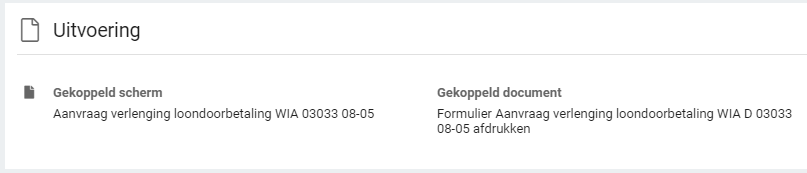 Uitvoering
Gekoppeld scherm
Aanvraag verlenging loondoorbetaling WIA 03033 08-05
Gekoppeld document
Formulier Aanvraag verlenging loondoorbetaling WIA D 03033
08-05 afdrukken